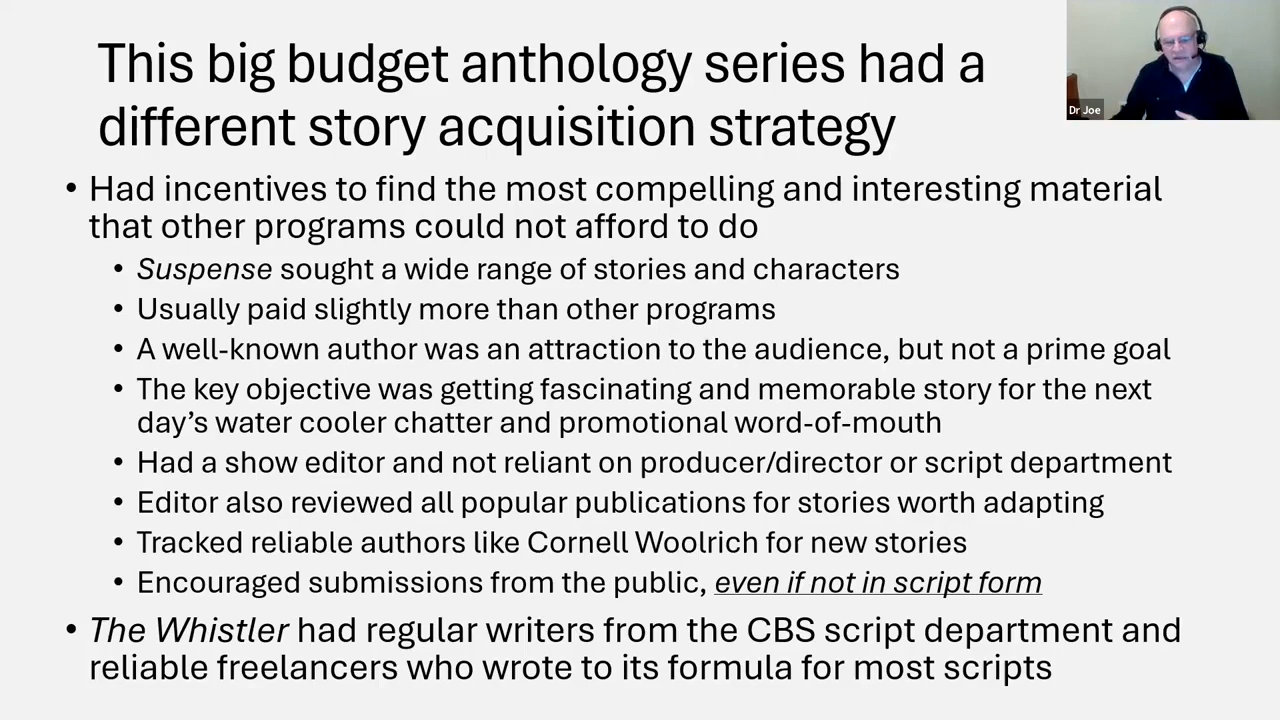 This big budget anthology series had a
different story acquisition strategy
Dr Joe
• Had incentives to find the most compelling and interesting material
that other programs could not afford to do
• Suspense sought a wide range of stories and characters
• Usually paid slightly more than other programs
• A well-known author was an attraction to the audience, but not a prime goal
• The key objective was getting fascinating and memorable story for the next
day’s water cooler chatter and promotional word-of-mouth
• Had a show editor and not reliant on producer/director or script department
• Editor also reviewed all popular publications for stories worth adapting
• Tracked reliable authors like Cornell Woolrich for new stories
• Encouraged submissions from the public, even if not in script form
• The Whistler had regular writers from the CBS script department and
reliable freelancers who wrote to its formula for most scripts